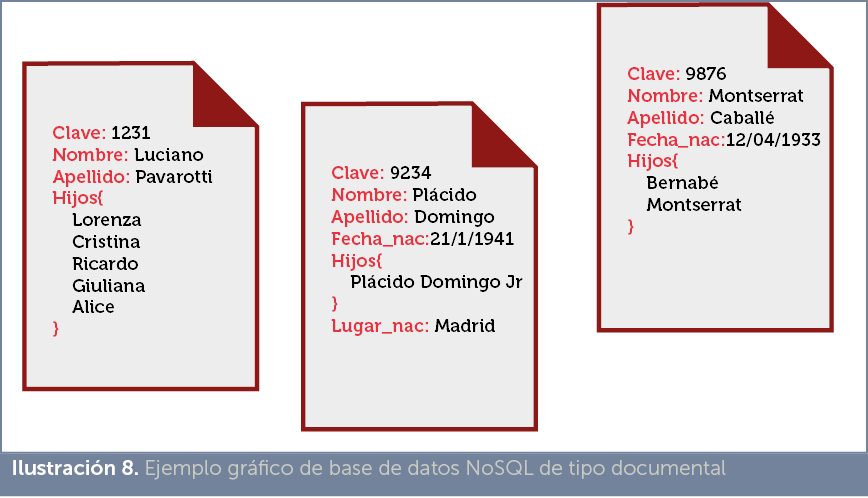 Clave: 1231
Nombre: Luciano
Apellido: Pavarotti
Hijos{
Lorenza
Cristina
Ricardo
Giuliana
Alice
}
Clave: 9234
Nombre: Plácido
Apellido: Domingo
Fecha_nac:21/1/1941
Hijos{
Plácido Domingo Jr
}
Lugar_nac: Madrid
Clave: 9876
Nombre: Montserrat
Apellido: Caballé
Fecha_nac:12/04/1933
Hijos{
Bernabé
Montserrat
}
Ilustración 8. Ejemplo gráfico de base de datos NoSQL de tipo documental